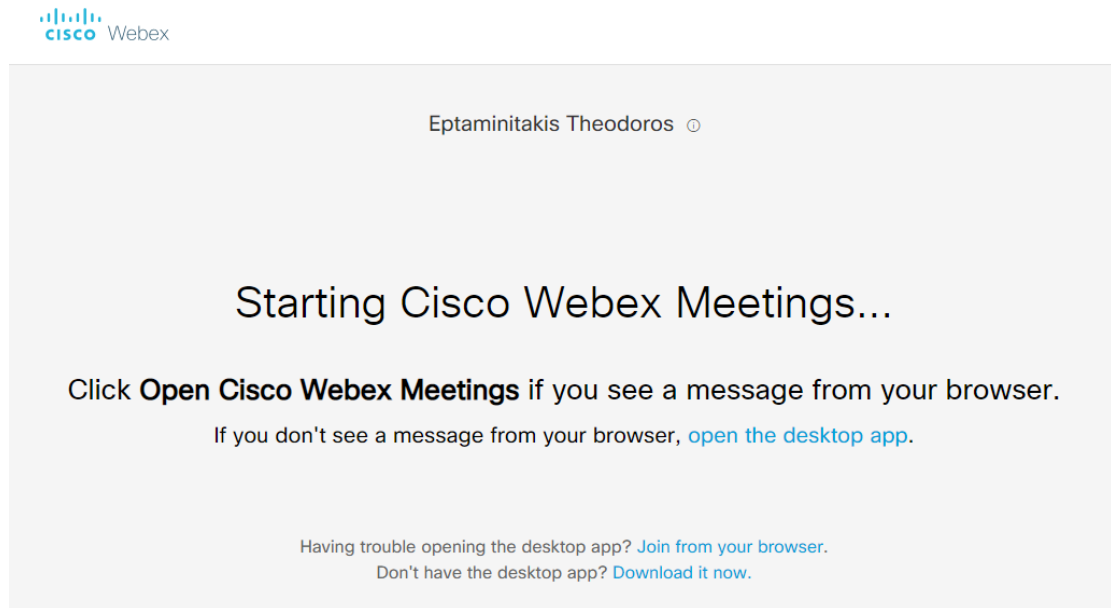 CISCO Webex
Eptaminitakis Theodoros
Starting Cisco Webex Meetings...
Click Open Cisco Webex Meetings if you see a message from your browser.
If you don't see a message from your browser, open the desktop app.
Having trouble opening the desktop app? Join from your browser.
Don't have the desktop app? Download it now.